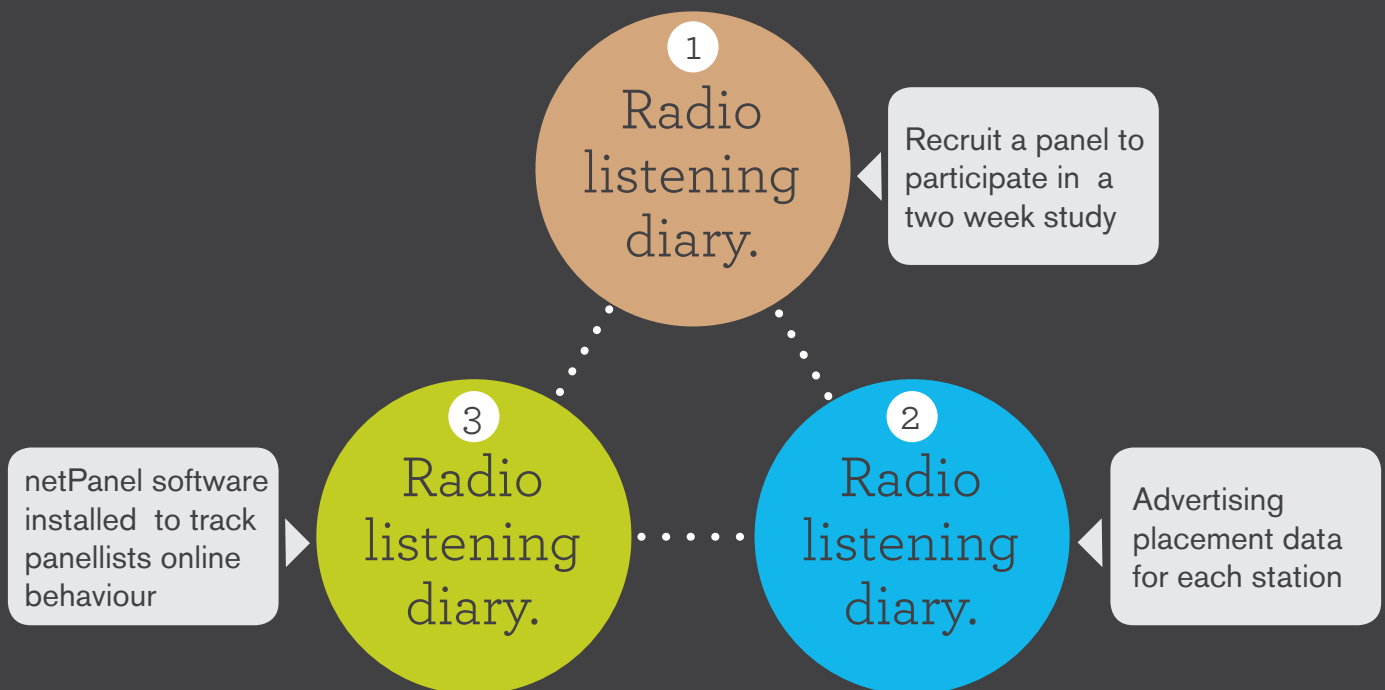 1
Radio
listening
diary.
Recruit a panel to
participate in a
two week study
3
Radio
listening
diary.
netPanel software
installed to track
panellists online
behaviour
2
Radio
listening
diary.
Advertising
placement data
for each station